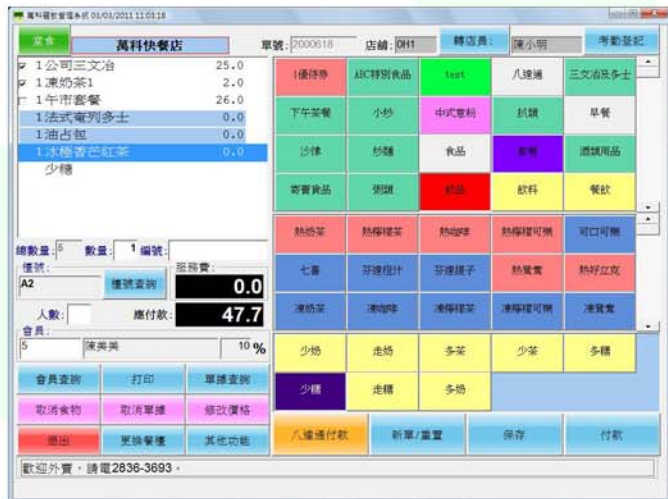 萬科餐飲管理系統 03/03/2011 11:03:18
堂食 萬科快餐店 單號: 2000618 店舖: 0H1 轉店員: 陳小明 考勤登記
1公司三文冶 25.0
1凍奶茶1 2.0
1午市套餐 26.0
1法式奄列多士 0.0
1油占包 0.0
1冰極香芒紅茶 0.0
少糖
1優待券 ABC特別食品 test 八達通 三文冶及多士
下午茶餐 小炒 中式意粉 扒類 早餐
沙律 炒麵 食品 套餐 酒類用品
寄賣貨品 粥類 飲品 飲料 餐飲
熱奶茶 熱檸檬茶 熱咖啡 熱檸檬可樂 可口可樂
七喜 芬達橙汁 芬達提子 熱鴛鴦 熱好立克
凍奶茶 凍咖啡 凍檸檬茶 凍檸檬可樂 凍鴛鴦
總數量: 6 數量: 1 編號:
檯號: 服務費:
A2 檯號查詢 0.0
人數: 應付款: 47.7
會員:
5 陳美美 10 %
少奶 走奶 多茶 少茶 多糖
少糖 走糖 多奶
會員查詢 打印 單據查詢
取消食物 取消單據 修改價格
退出 更換餐檯 其他功能
八達通付款 新單/重置 保存 付款
歡迎外賣，請電2836-3693。